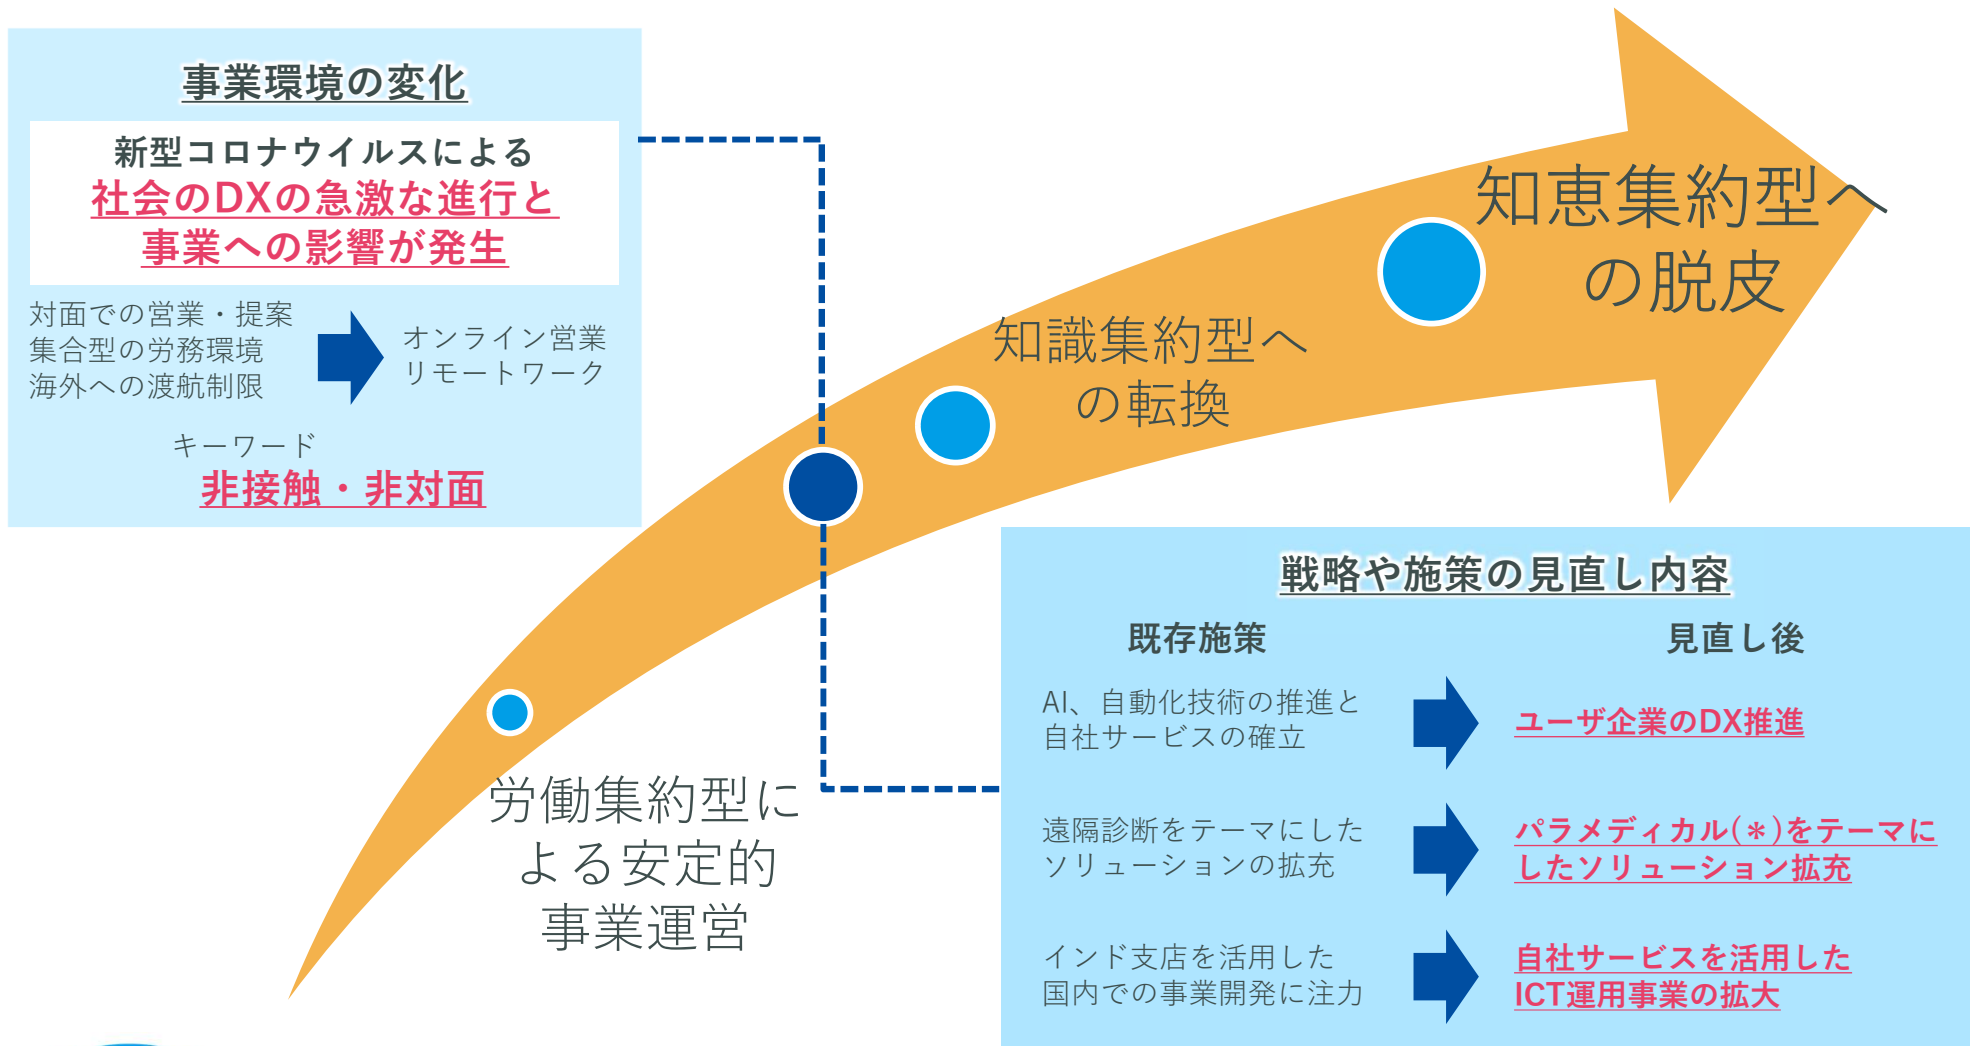 事業環境の変化
新型コロナウイルスによる
社会のDXの急激な進行と
事業への影響が発生
対面での営業・提案
集合型の労務環境
海外への渡航制限
オンライン営業
リモートワーク
キーワード
非接触・非対面
知恵集約型へ
の脱皮
知識集約型へ
の転換
労働集約型に
よる安定的
事業運営
戦略や施策の見直し内容
既存施策
見直し後
AI、自動化技術の推進と
自社サービスの確立
ユーザ企業のDX推進
遠隔診断をテーマにした
ソリューションの拡充
パラメディカル(＊)をテーマに
したソリューション拡充
インド支店を活用した
国内での事業開発に注力
自社サービスを活用した
ICT運用事業の拡大